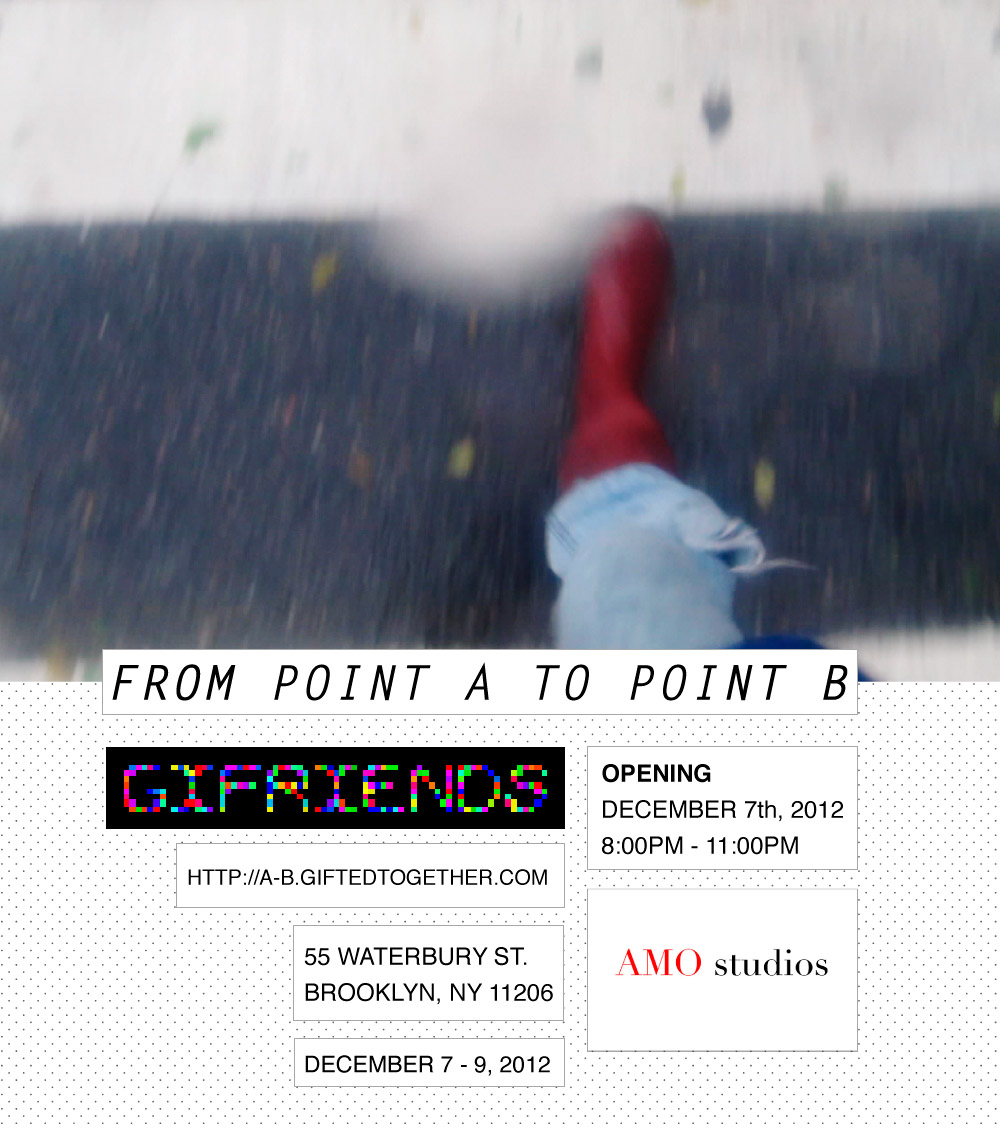 FROM POINT A TO POINT B
GIFRIENDS
HTTP://A-B.GIFTEDTOGETHER.COM
55 WATERBURY ST.
BROOKLYN, NY 11206
DECEMBER 7 - 9, 2012
OPENING
DECEMBER 7th, 2012
8:00PM - 11:00PM
AMO studios